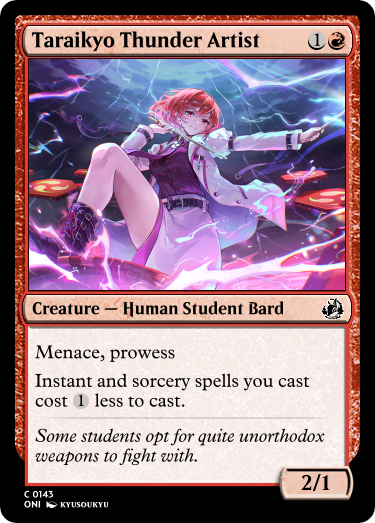 Taraikyo Thunder Artist 1
Creature — Human Student Bard
Menace, prowess
Instant and sorcery spells you cast
cost 1 less to cast.
Some students opt for quite unorthodox
weapons to fight with.
2/1
C 0143
ONI KYUSOUKYU